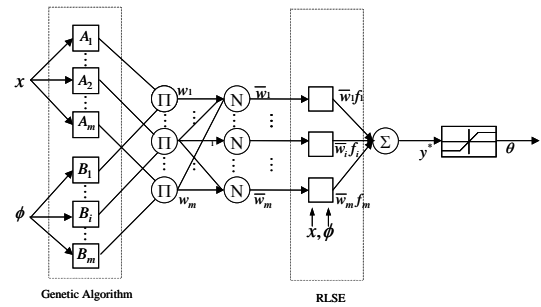 A1
x
A2
Am
B1
ϕ
Bi
Bm
Π
Π
Π
w1
wm
N
N
N
w̅1
w̅m
w̅1f1
w̅ifi
w̅mfm
x, ϕ
Σ
y*
θ
Genetic Algorithm
RLSE